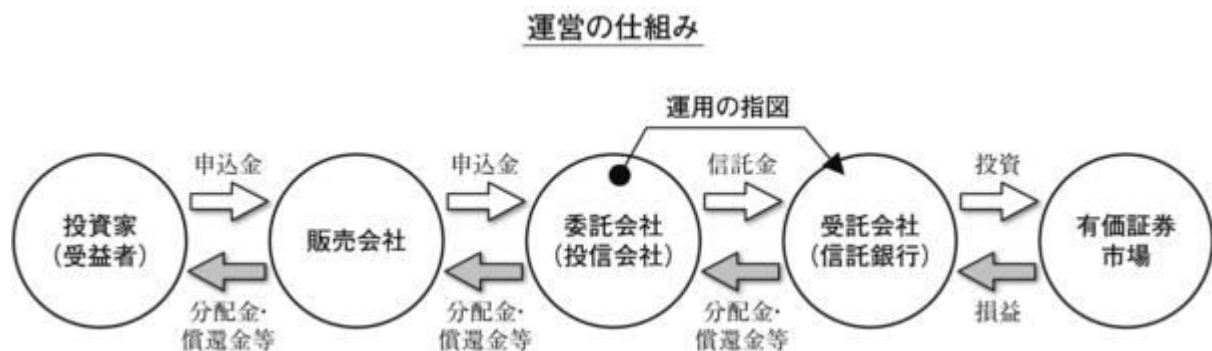 運営の仕組み
運用の指図
申込金
申込金
信託金
投資
投資家
(受益者)
販売会社
委託会社
(投信会社)
受託会社
(信託銀行)
有価証券
市場
分配金・
償還金等
分配金・
償還金等
分配金・
償還金等
損益